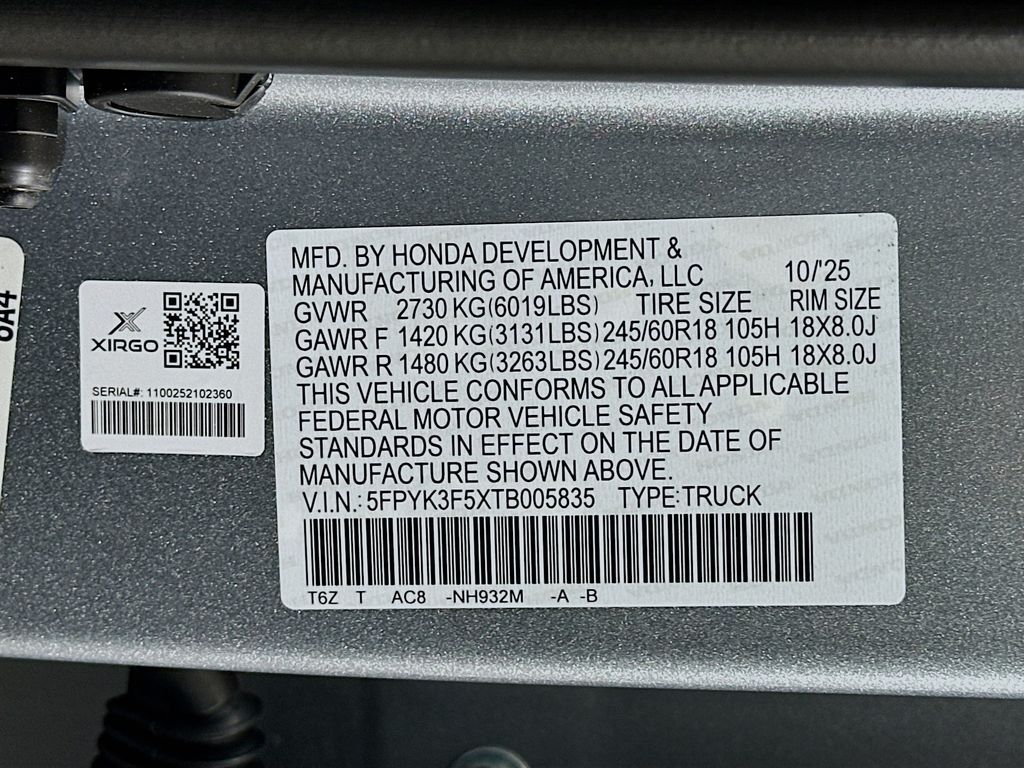 MFD. BY HONDA DEVELOPMENT &
MANUFACTURING OF AMERICA, LLC 10/'25
GVWR 2730 KG(6019LBS) TIRE SIZE RIM SIZE
GAWR F 1420 KG(3131LBS) 245/60R18 105H 18X8.0J
GAWR R 1480 KG(3263LBS) 245/60R18 105H 18X8.0J
THIS VEHICLE CONFORMS TO ALL APPLICABLE
FEDERAL MOTOR VEHICLE SAFETY
STANDARDS IN EFFECT ON THE DATE OF
MANUFACTURE SHOWN ABOVE.
V.I.N.: 5FPYK3F5XTB005835 TYPE: TRUCK
T6Z T AC8 -NH932M -A -B
XIRGO
SERIAL#: 1100252102360